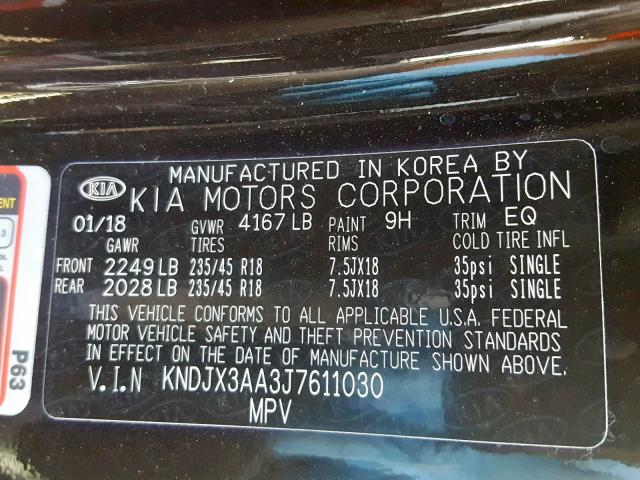 MANUFACTURED IN KOREA BY
KIA KIA MOTORS CORPORATION
01/18 GVWR 4167 LB PAINT 9H TRIM EQ
GAWR TIRES RIMS COLD TIRE INFL
FRONT 2249 LB 235/45 R18 7.5JX18 35psi SINGLE
REAR 2028 LB 235/45 R18 7.5JX18 35psi SINGLE
THIS VEHICLE CONFORMS TO ALL APPLICABLE U.S.A. FEDERAL
MOTOR VEHICLE SAFETY AND THEFT PREVENTION STANDARDS
IN EFFECT ON THE DATE OF MANUFACTURE SHOWN ABOVE.
V.I.N KNDJX3AA3J7611030
MPV
P63